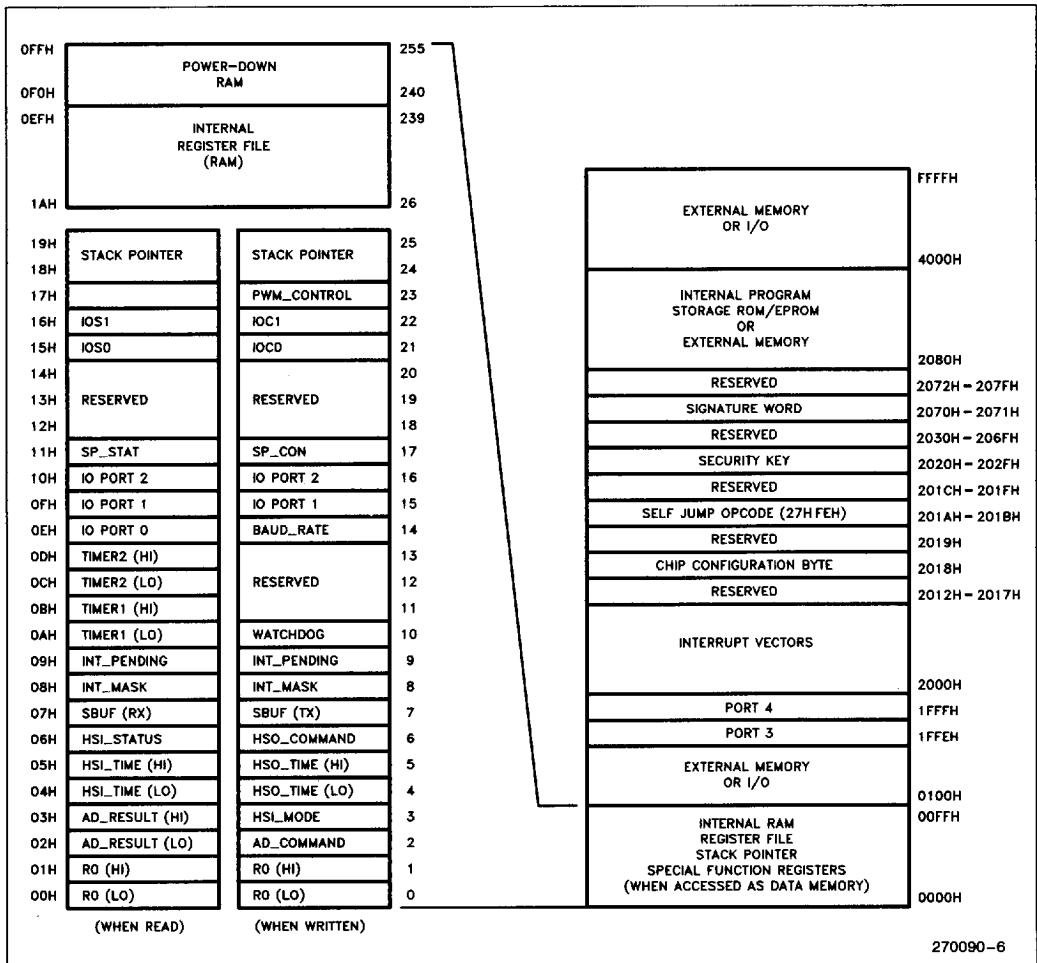 0FFH POWER-DOWN RAM 255
0F0H 240
0EFH INTERNAL REGISTER FILE (RAM) 239
1AH 26
19H STACK POINTER STACK POINTER 25
18H 24
17H PWM_CONTROL 23
16H IOS1 IOC1 22
15H IOS0 IOC0 21
14H 20
13H RESERVED RESERVED 19
12H 18
11H SP_STAT SP_CON 17
10H IO PORT 2 IO PORT 2 16
0FH IO PORT 1 IO PORT 1 15
0EH IO PORT 0 BAUD_RATE 14
0DH TIMER2 (HI) 13
0CH TIMER2 (LO) RESERVED 12
0BH TIMER1 (HI) 11
0AH TIMER1 (LO) WATCHDOG 10
09H INT_PENDING INT_PENDING 9
08H INT_MASK INT_MASK 8
07H SBUF (RX) SBUF (TX) 7
06H HSI_STATUS HSO_COMMAND 6
05H HSI_TIME (HI) HSO_TIME (HI) 5
04H HSI_TIME (LO) HSO_TIME (LO) 4
03H AD_RESULT (HI) HSI_MODE 3
02H AD_RESULT (LO) AD_COMMAND 2
01H R0 (HI) R0 (HI) 1
00H R0 (LO) R0 (LO) 0
(WHEN READ) (WHEN WRITTEN)
FFFFH
EXTERNAL MEMORY
OR I/O
4000H
INTERNAL PROGRAM
STORAGE ROM/EPROM
OR
EXTERNAL MEMORY
2080H
RESERVED 2072H – 207FH
SIGNATURE WORD 2070H – 2071H
RESERVED 2030H – 206FH
SECURITY KEY 2020H – 202FH
RESERVED 201CH – 201FH
SELF JUMP OPCODE (27H FEH) 201AH – 201BH
RESERVED 2019H
CHIP CONFIGURATION BYTE 2018H
RESERVED 2012H – 2017H
INTERRUPT VECTORS
2000H
PORT 4 1FFFH
PORT 3 1FFEH
EXTERNAL MEMORY
OR I/O
0100H
00FFH
INTERNAL RAM
REGISTER FILE
STACK POINTER
SPECIAL FUNCTION REGISTERS
(WHEN ACCESSED AS DATA MEMORY)
0000H
270090–6